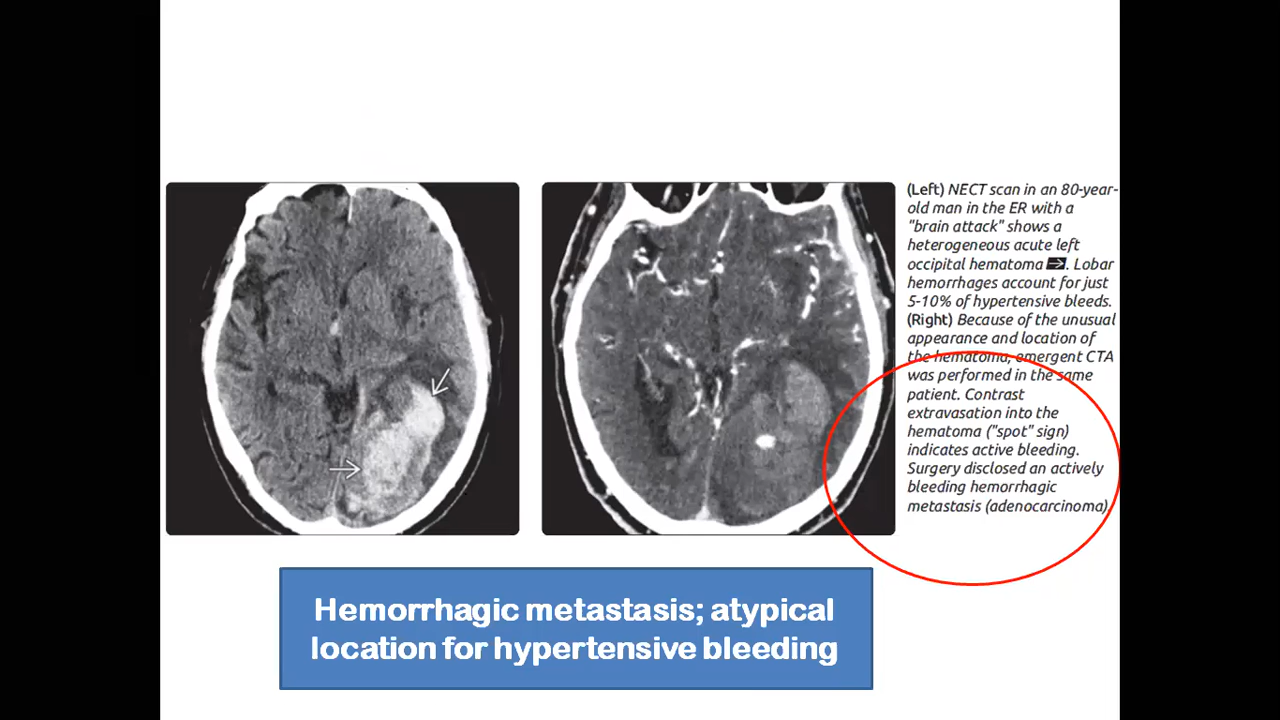 (Left) NECT scan in an 80-year-
old man in the ER with a
"brain attack" shows a
heterogeneous acute left
occipital hematoma ➡. Lobar
hemorrhages account for just
5-10% of hypertensive bleeds.
(Right) Because of the unusual
appearance and location of
the hematoma, emergent CTA
was performed in the same
patient. Contrast
extravasation into the
hematoma ("spot" sign)
indicates active bleeding.
Surgery disclosed an actively
bleeding hemorrhagic
metastasis (adenocarcinoma).
Hemorrhagic metastasis; atypical
location for hypertensive bleeding